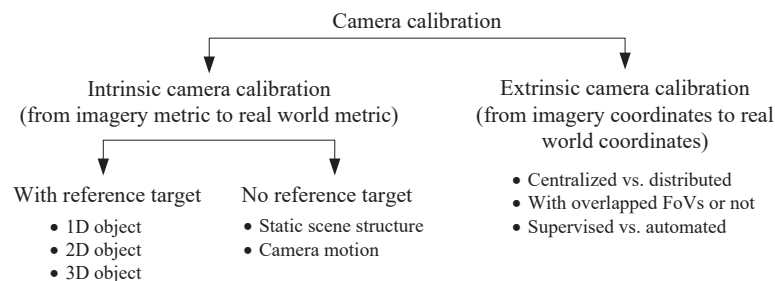 Camera calibration
Intrinsic camera calibration
(from imagery metric to real world metric)
Extrinsic camera calibration
(from imagery coordinates to real
world coordinates)
With reference target
• 1D object
• 2D object
• 3D object
No reference target
• Static scene structure
• Camera motion
• Centralized vs. distributed
• With overlapped FoVs or not
• Supervised vs. automated